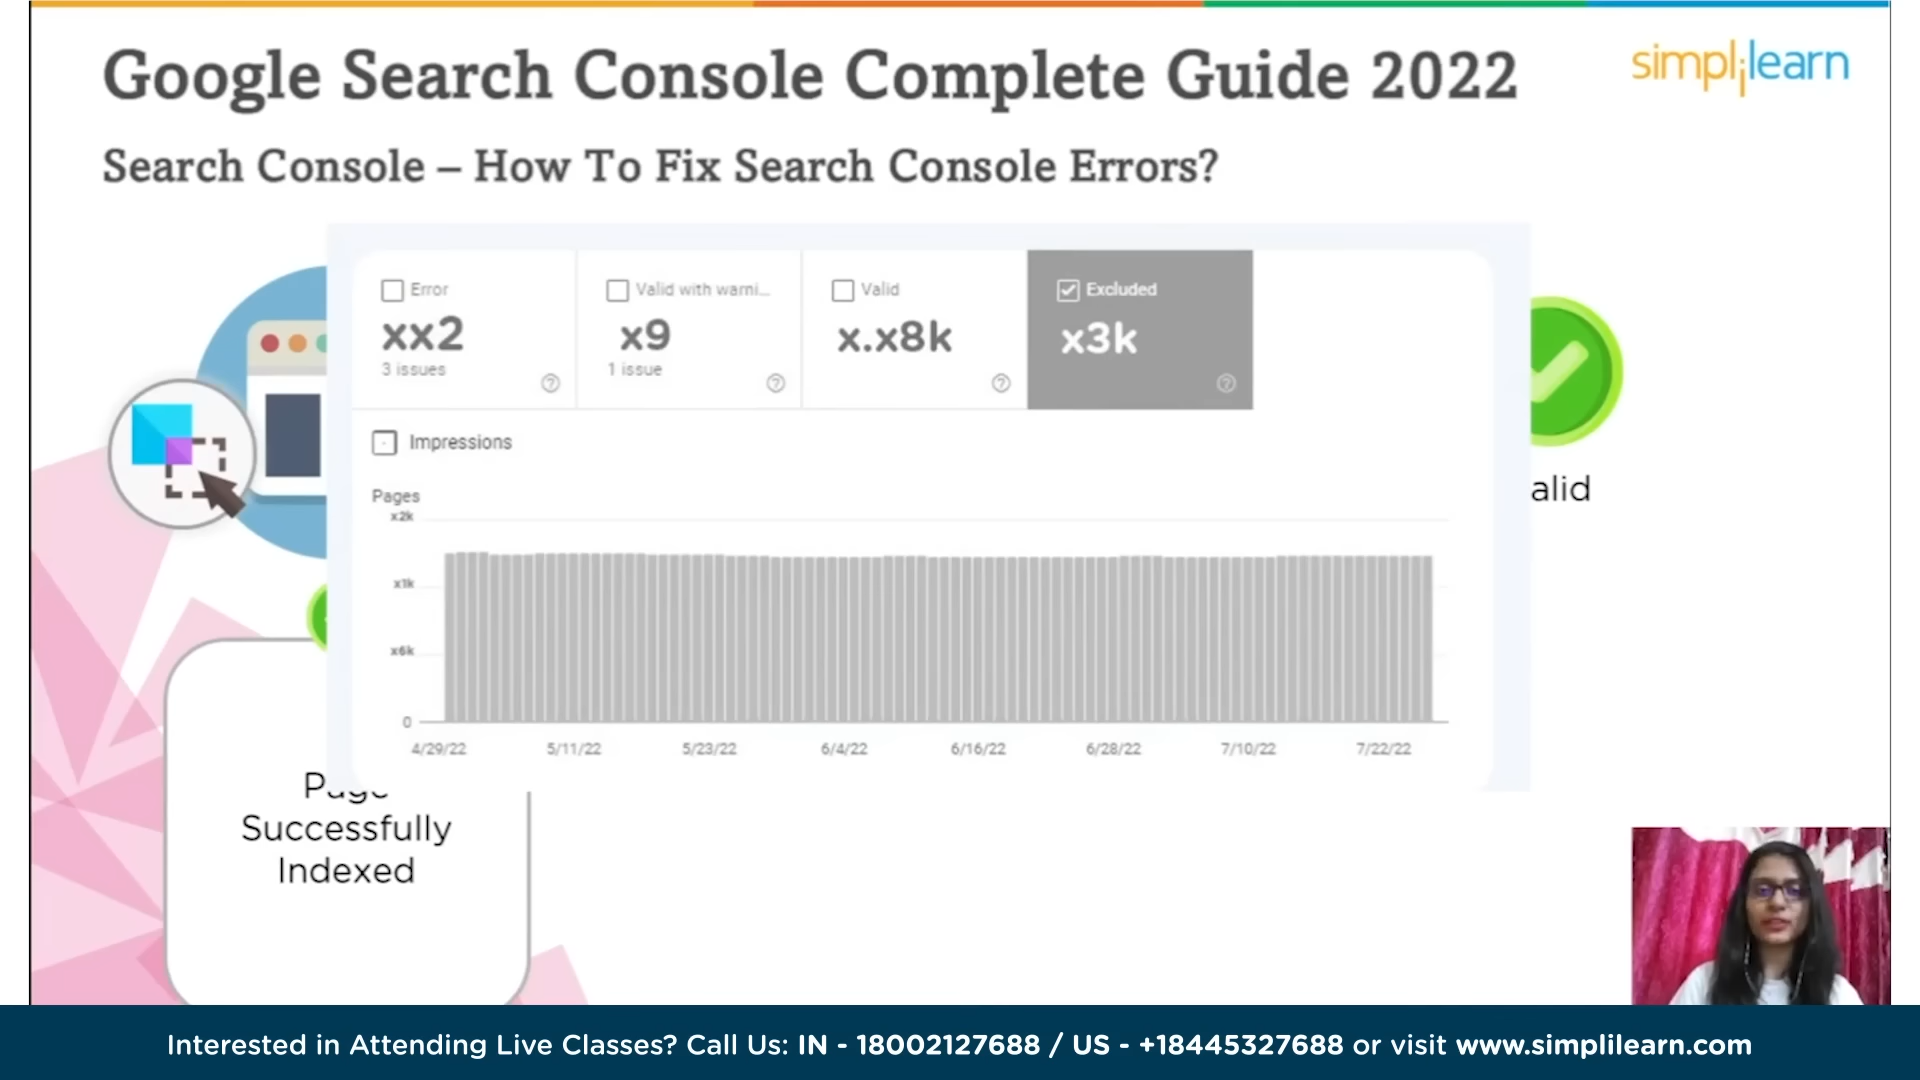 Google Search Console Complete Guide 2022
simplilearn
Search Console – How To Fix Search Console Errors?
Error
xx2
3 issues
Valid with warni...
x9
1 issue
Valid
x.x8k
Excluded
x3k
Impressions
Pages
x2k
x1k
x6k
0
4/29/22 5/11/22 5/23/22 6/4/22 6/16/22 6/28/22 7/10/22 7/22/22
alid
Page
Successfully
Indexed
Interested in Attending Live Classes? Call Us: IN - 18002127688 / US - +18445327688 or visit www.simplilearn.com